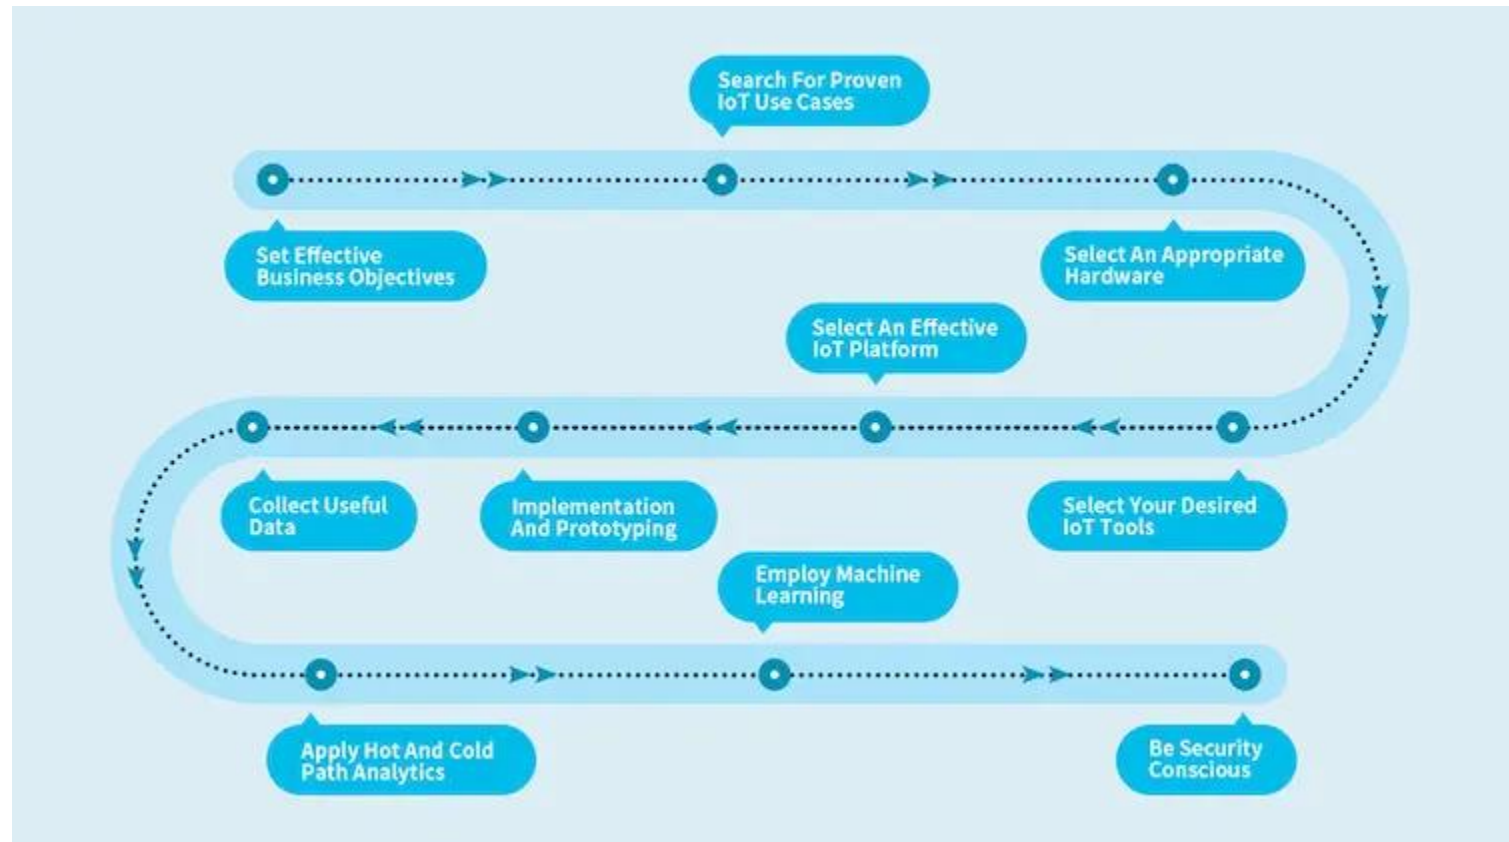 Search For Proven
IoT Use Cases
Set Effective
Business Objectives
Select An Appropriate
Hardware
Select An Effective
IoT Platform
Collect Useful
Data
Implementation
And Prototyping
Select Your Desired
IoT Tools
Employ Machine
Learning
Apply Hot And Cold
Path Analytics
Be Security
Conscious